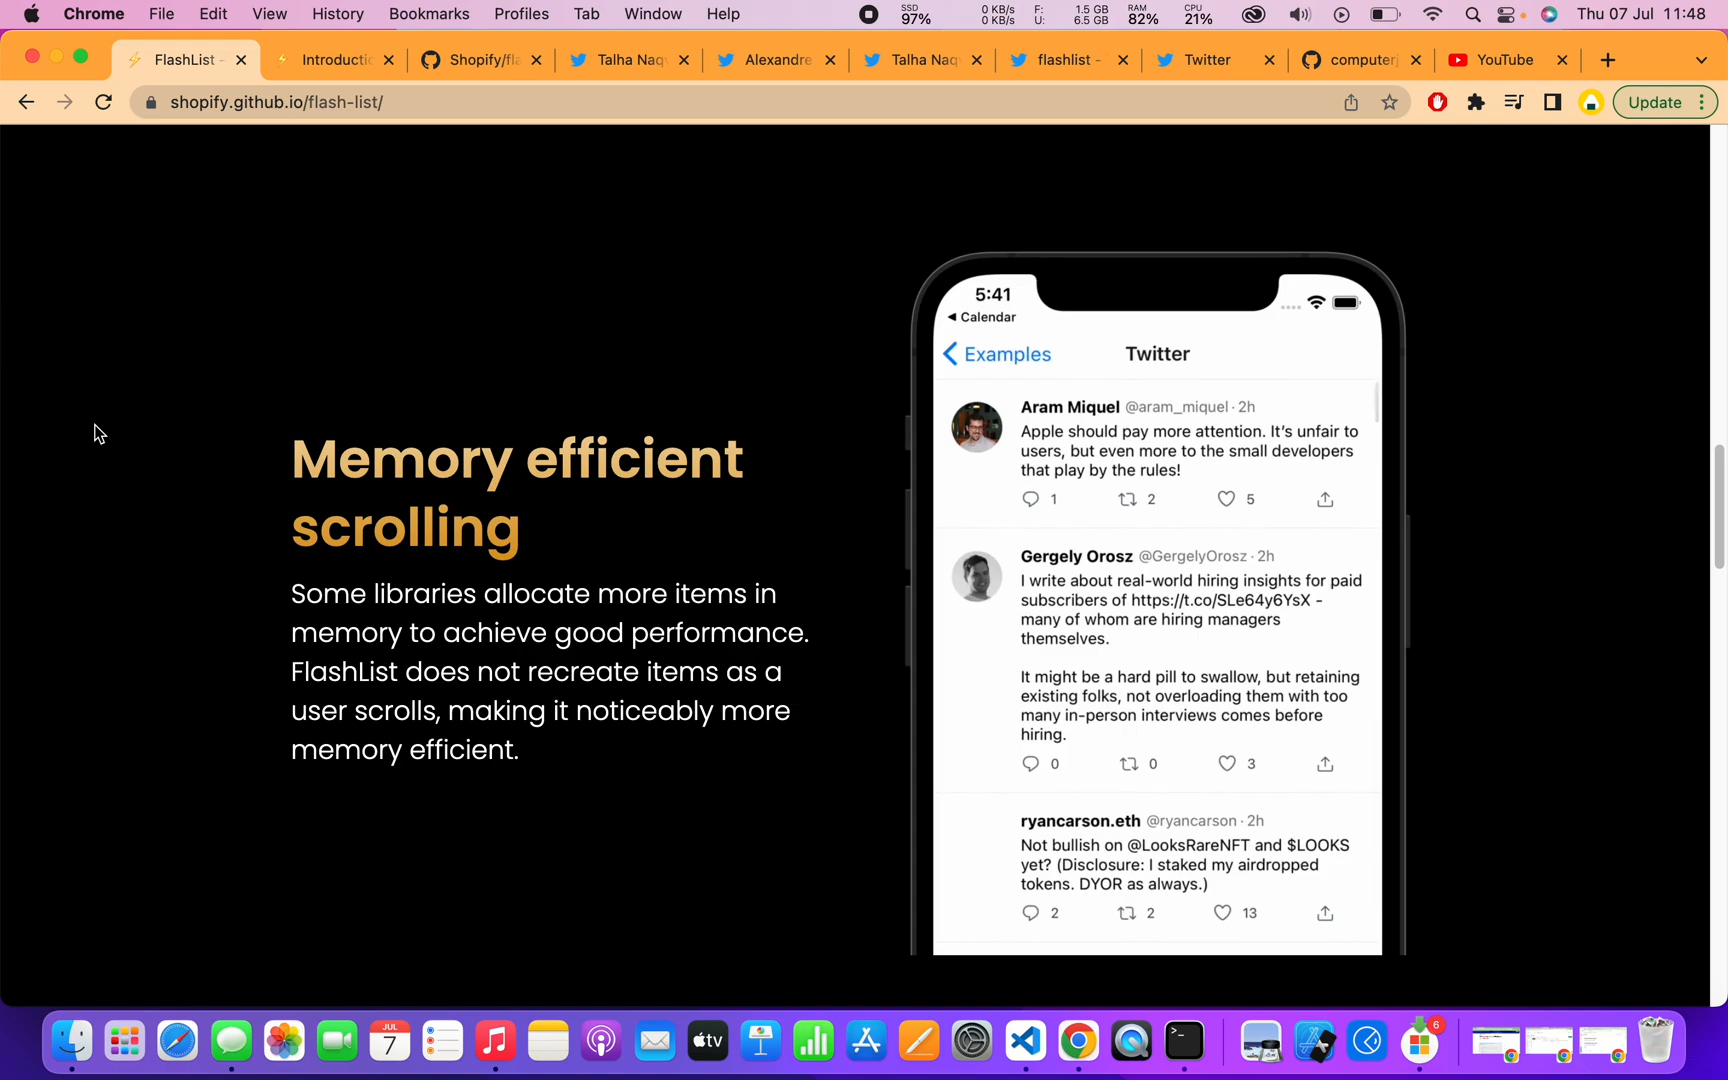 Chrome File Edit View History Bookmarks Profiles Tab Window Help SSD 97% 0 KB/s 0 KB/s F: 1.5 GB U: 6.5 GB RAM 82% CPU 21% Thu 07 Jul 11:48
FlashList - Introductic Shopify/fla Talha Naq Alexandre Talha Naq flashlist - Twitter computerj YouTube
shopify.github.io/flash-list/ Update
Memory efficient
scrolling
Some libraries allocate more items in
memory to achieve good performance.
FlashList does not recreate items as a
user scrolls, making it noticeably more
memory efficient.
5:41
Calendar
Examples Twitter
Aram Miquel @aram_miquel · 2h
Apple should pay more attention. It's unfair to
users, but even more to the small developers
that play by the rules!
1 2 5
Gergely Orosz @GergelyOrosz · 2h
I write about real-world hiring insights for paid
subscribers of https://t.co/SLe64y6YsX -
many of whom are hiring managers
themselves.
It might be a hard pill to swallow, but retaining
existing folks, not overloading them with too
many in-person interviews comes before
hiring.
0 0 3
ryancarson.eth @ryancarson · 2h
Not bullish on @LooksRareNFT and $LOOKS
yet? (Disclosure: I staked my airdropped
tokens. DYOR as always.)
2 2 13
JUL
7
tv
6